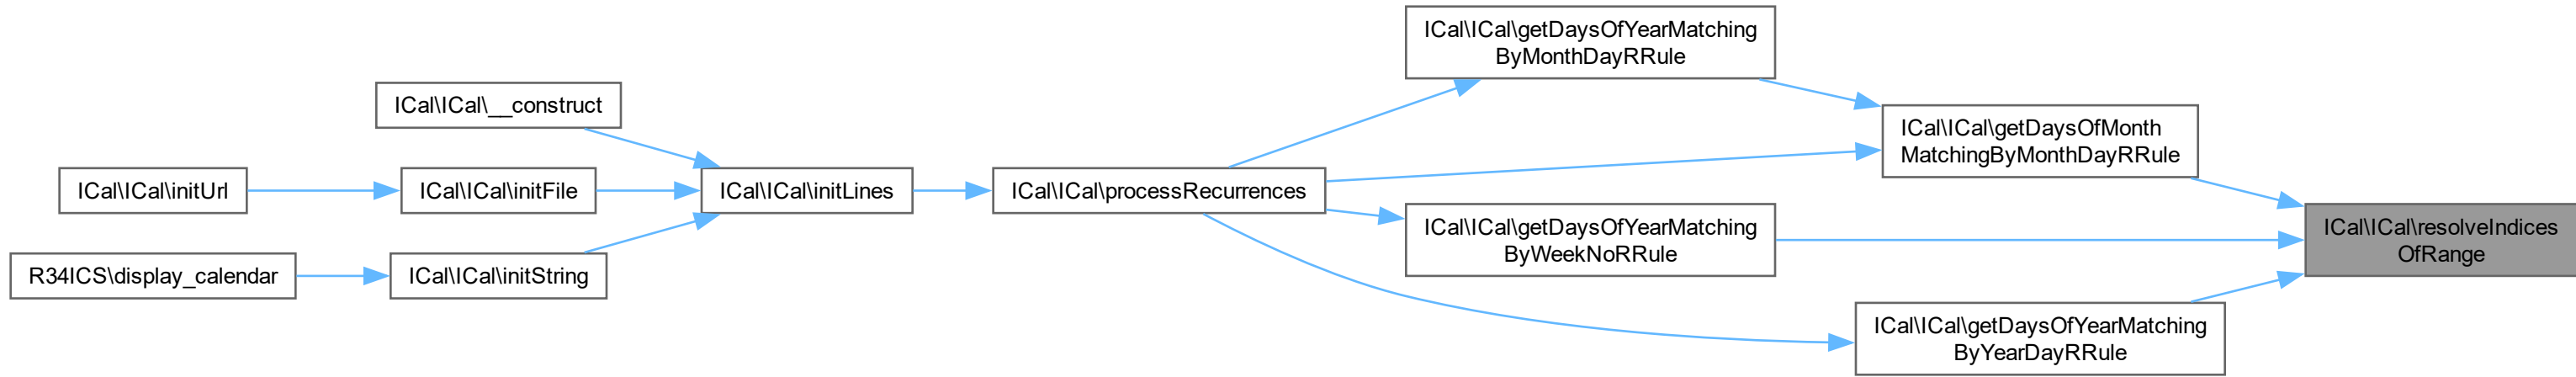 ICal\ICal\getDaysOfYearMatching
ByMonthDayRRule
ICal\ICal\__construct
ICal\ICal\getDaysOfMonth
MatchingByMonthDayRRule
ICal\ICal\initUrl
ICal\ICal\initFile
ICal\ICal\initLines
ICal\ICal\processRecurrences
ICal\ICal\getDaysOfYearMatching
ByWeekNoRRule
ICal\ICal\resolveIndices
OfRange
R34ICS\display_calendar
ICal\ICal\initString
ICal\ICal\getDaysOfYearMatching
ByYearDayRRule